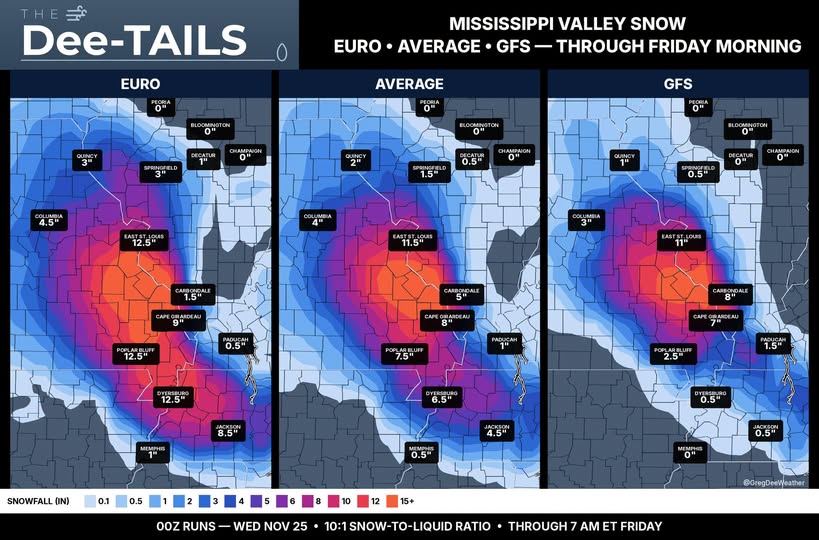 THE
Dee-TAILS
MISSISSIPPI VALLEY SNOW
EURO • AVERAGE • GFS — THROUGH FRIDAY MORNING
EURO
PEORIA
0"
BLOOMINGTON
0"
QUINCY
3"
SPRINGFIELD
3"
DECATUR
1"
CHAMPAIGN
0"
COLUMBIA
4.5"
EAST ST. LOUIS
12.5"
CARBONDALE
1.5"
CAPE GIRARDEAU
9"
PADUCAH
0.5"
POPLAR BLUFF
12.5"
DYERSBURG
12.5"
JACKSON
8.5"
MEMPHIS
1"
AVERAGE
PEORIA
0"
BLOOMINGTON
0"
QUINCY
2"
SPRINGFIELD
1.5"
DECATUR
0.5"
CHAMPAIGN
0"
COLUMBIA
4"
EAST ST. LOUIS
11.5"
CARBONDALE
5"
CAPE GIRARDEAU
8"
PADUCAH
1"
POPLAR BLUFF
7.5"
DYERSBURG
6.5"
JACKSON
4.5"
MEMPHIS
0.5"
GFS
PEORIA
0"
BLOOMINGTON
0"
QUINCY
1"
SPRINGFIELD
0.5"
DECATUR
0"
CHAMPAIGN
0"
COLUMBIA
3"
EAST ST. LOUIS
11"
CARBONDALE
8"
CAPE GIRARDEAU
7"
PADUCAH
1.5"
POPLAR BLUFF
2.5"
DYERSBURG
0.5"
JACKSON
0.5"
MEMPHIS
0"
@GregDeeWeather
SNOWFALL (IN) 0.1 0.5 1 2 3 4 5 6 8 10 12 15+
00Z RUNS — WED NOV 25 • 10:1 SNOW-TO-LIQUID RATIO • THROUGH 7 AM ET FRIDAY